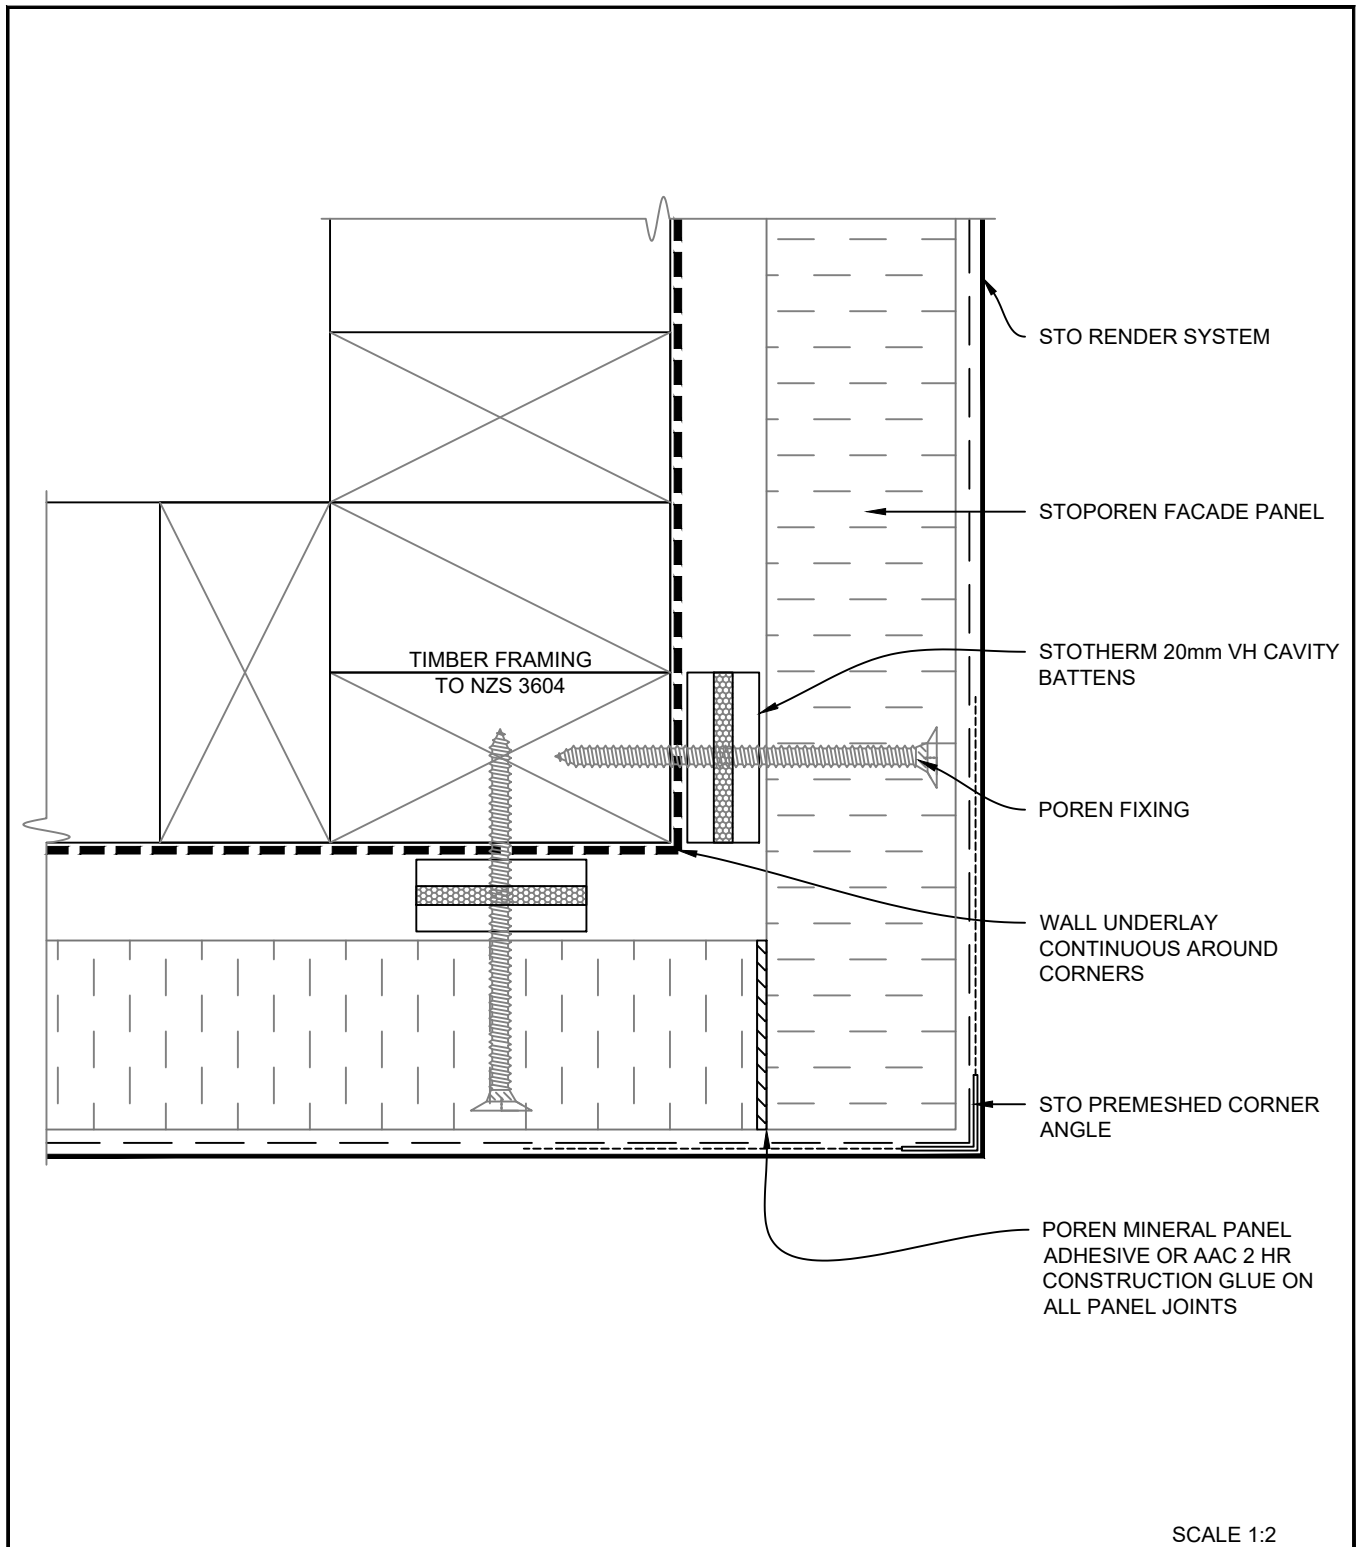 STO RENDER SYSTEM
STOPOREN FACADE PANEL
STOTHERM 20mm VH CAVITY
BATTENS
TIMBER FRAMING
TO NZS 3604
POREN FIXING
WALL UNDERLAY
CONTINUOUS AROUND
CORNERS
STO PREMESHED CORNER
ANGLE
POREN MINERAL PANEL
ADHESIVE OR AAC 2 HR
CONSTRUCTION GLUE ON
ALL PANEL JOINTS
SCALE 1:2